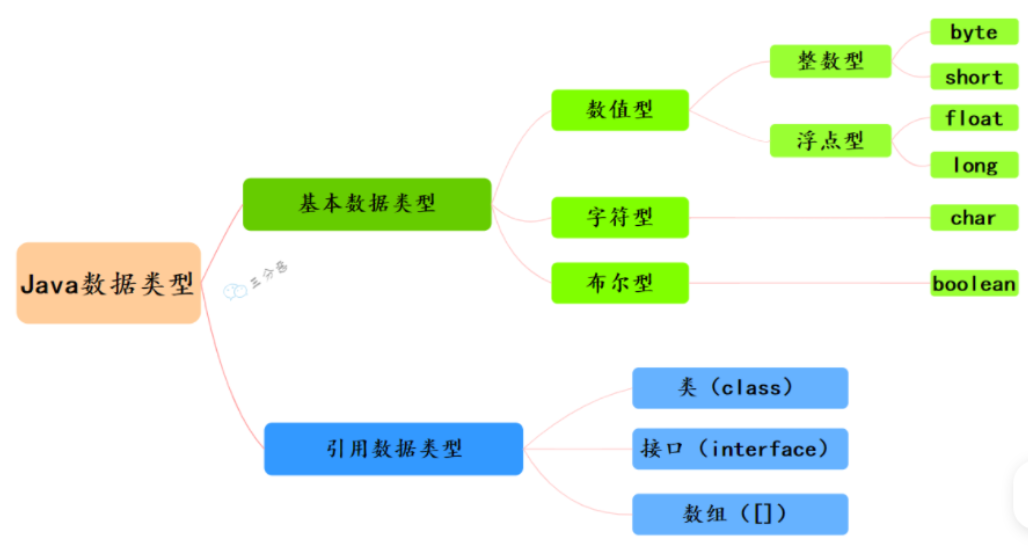 Java数据类型
基本数据类型
数值型
整数型
byte
short
浮点型
float
long
字符型
char
布尔型
boolean
三分恶
引用数据类型
类（class）
接口（interface）
数组（[]）